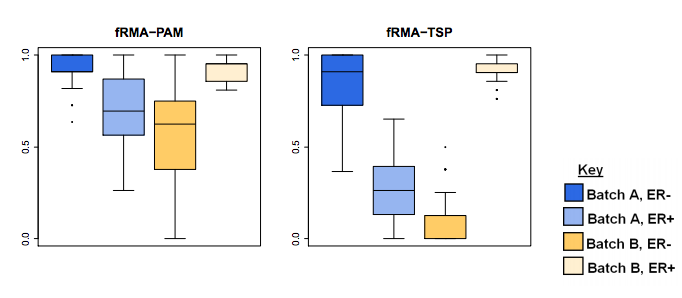 fRMA−PAM
fRMA−TSP
1.0
0.5
0.0
1.0
0.5
0.0
Key
Batch A, ER-
Batch A, ER+
Batch B, ER-
Batch B, ER+